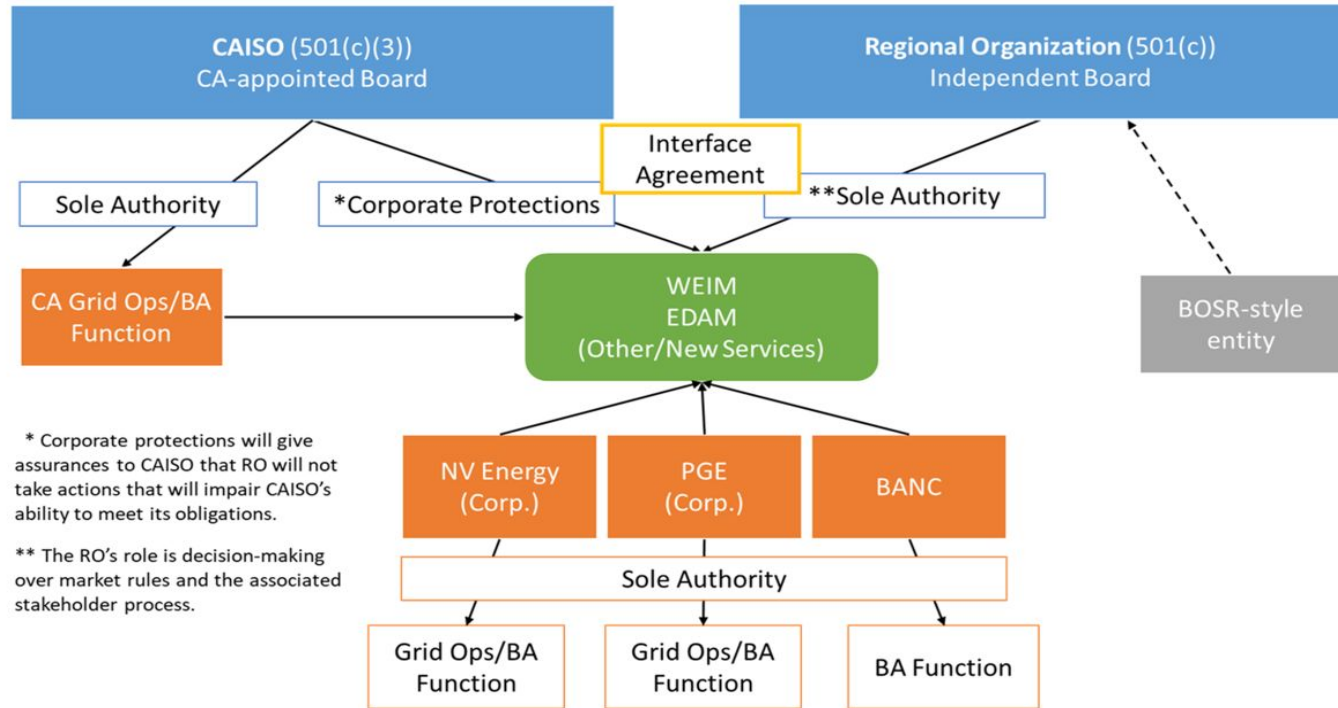 CAISO (501(c)(3))
CA-appointed Board
Regional Organization (501(c))
Independent Board
Interface
Agreement
Sole Authority
*Corporate Protections
**Sole Authority
CA Grid Ops/BA
Function
WEIM
EDAM
(Other/New Services)
BOSR-style
entity
* Corporate protections will give
assurances to CAISO that RO will not
take actions that will impair CAISO’s
ability to meet its obligations.
** The RO’s role is decision-making
over market rules and the associated
stakeholder process.
NV Energy
(Corp.)
PGE
(Corp.)
BANC
Sole Authority
Grid Ops/BA
Function
Grid Ops/BA
Function
BA Function